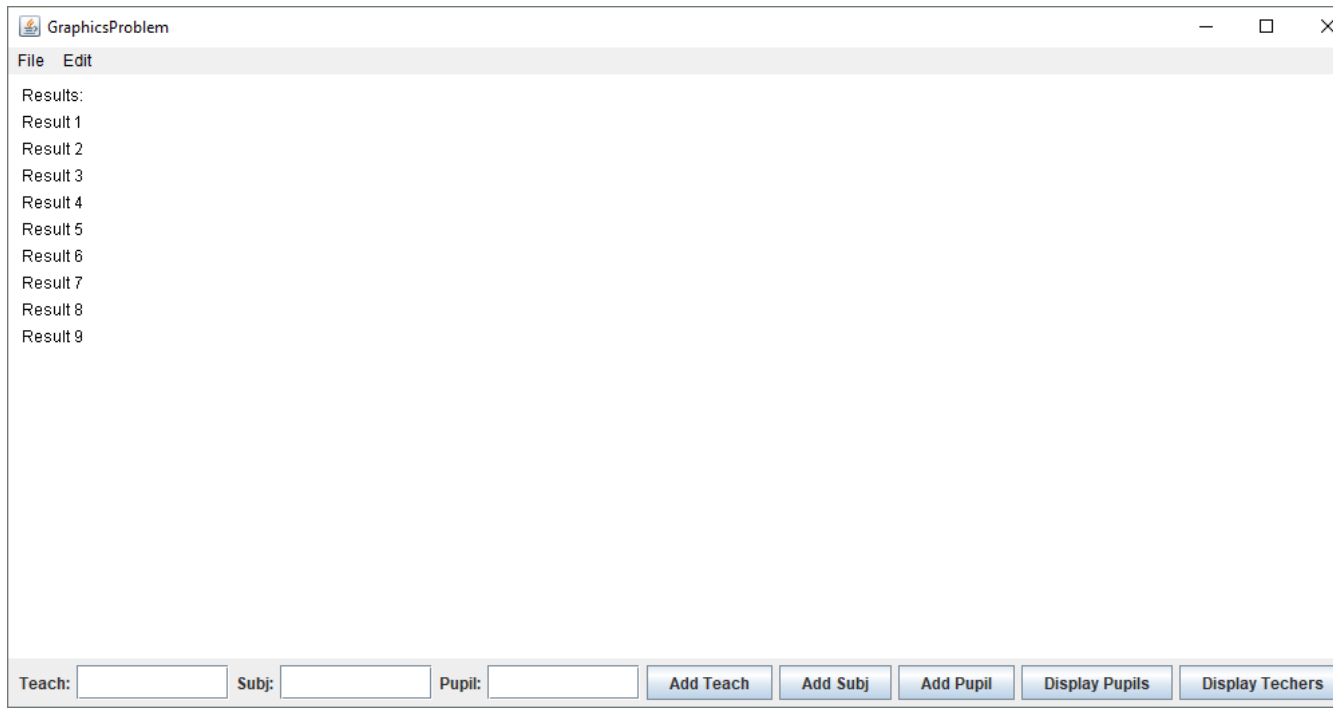 GraphicsProblem
File Edit
Results:
Result 1
Result 2
Result 3
Result 4
Result 5
Result 6
Result 7
Result 8
Result 9
Teach: Subj: Pupil: Add Teach Add Subj Add Pupil Display Pupils Display Techers